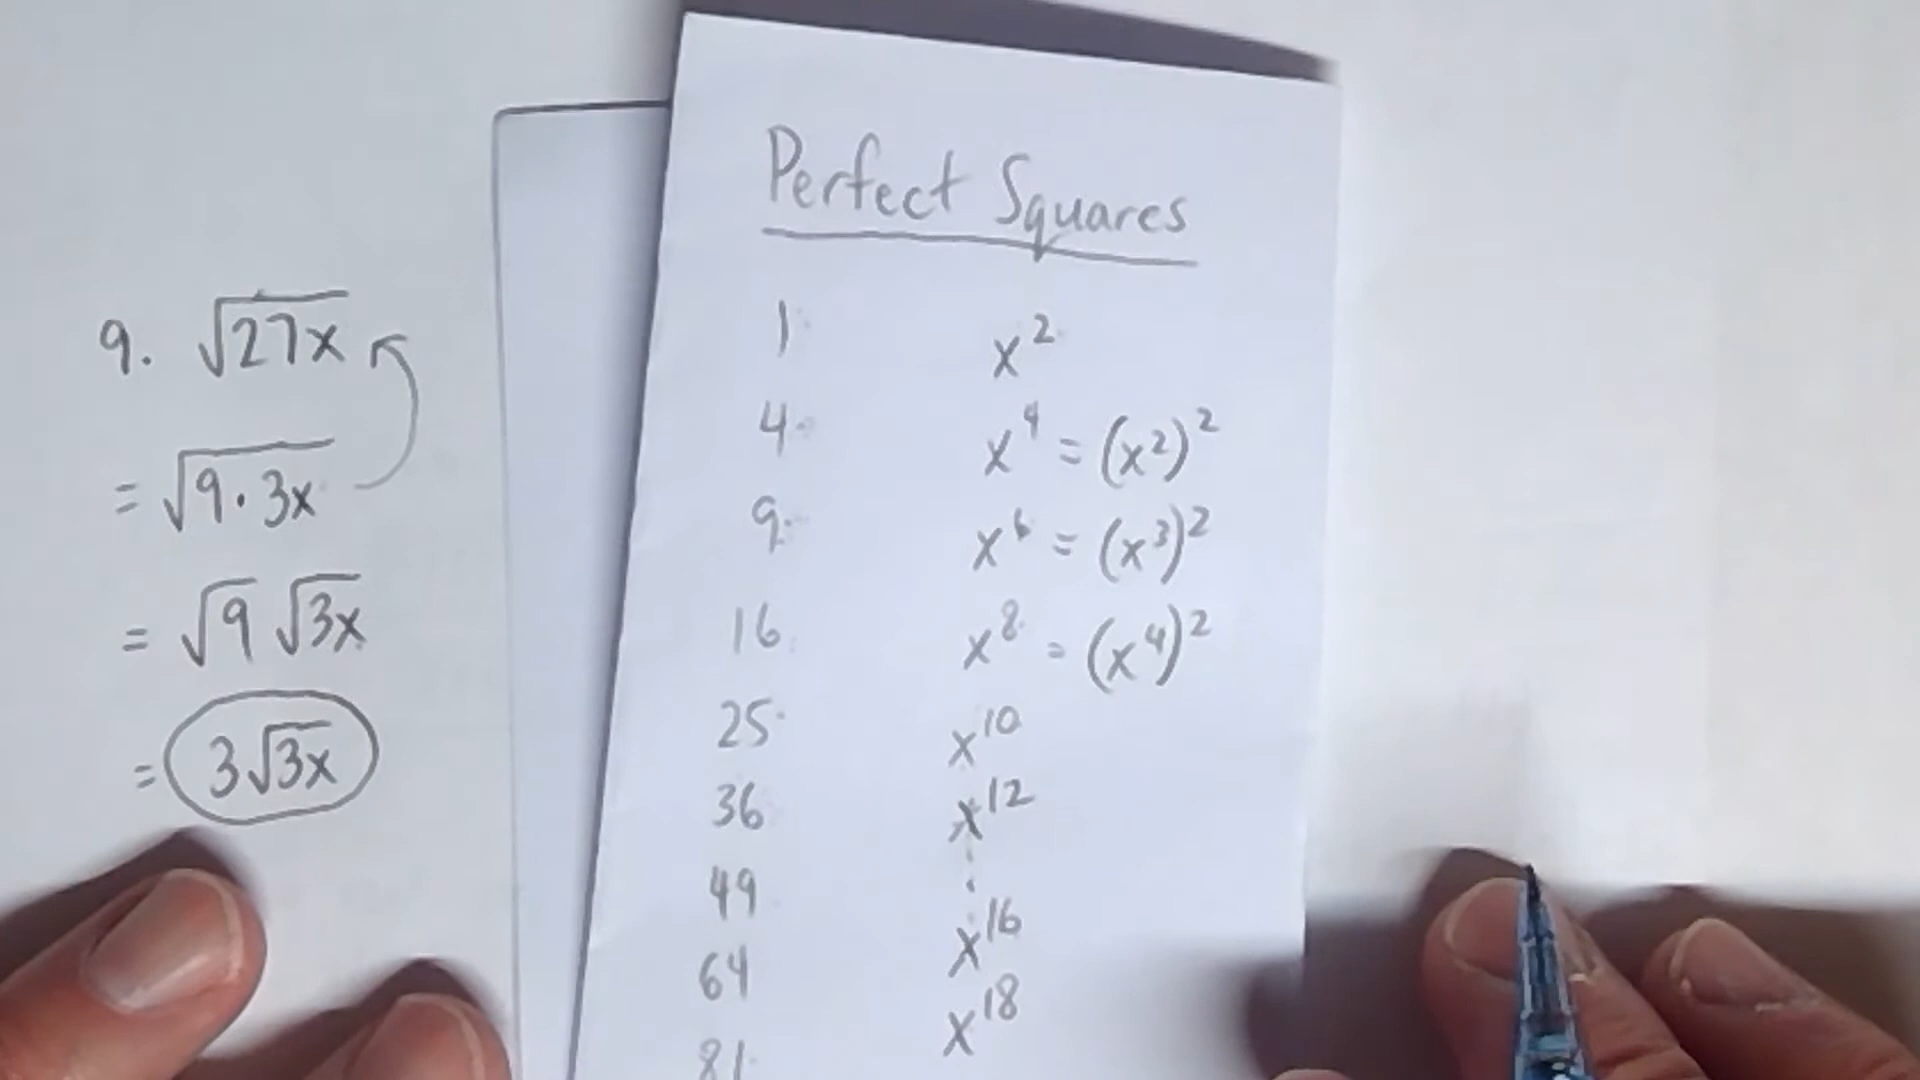 9. √27x
= √9·3x
= √9 √3x
= 3√3x
Perfect Squares
1 x²
4 x⁴ = (x²)²
9 x⁶ = (x³)²
16 x⁸ = (x⁴)²
25 x¹⁰
36 x¹²
49 ⋮
64 x¹⁶
81 x¹⁸